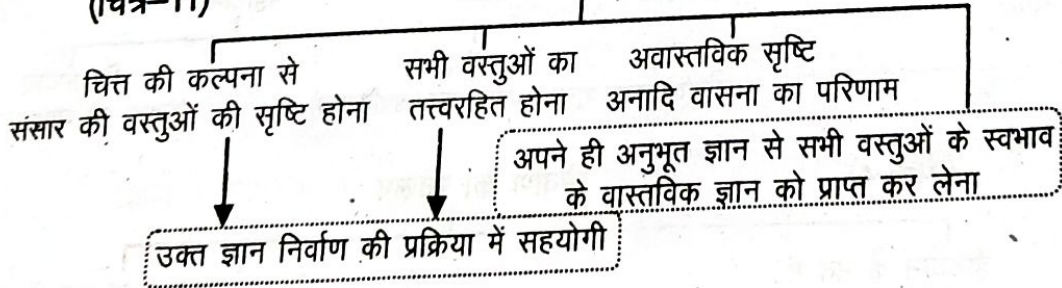 (चित्र–11)
चित्त की कल्पना से
संसार की वस्तुओं की सृष्टि होना
सभी वस्तुओं का
तत्त्वरहित होना
अवास्तविक सृष्टि
अनादि वासना का परिणाम
अपने ही अनुभूत ज्ञान से सभी वस्तुओं के स्वभाव
के वास्तविक ज्ञान को प्राप्त कर लेना
उक्त ज्ञान निर्वाण की प्रक्रिया में सहयोगी